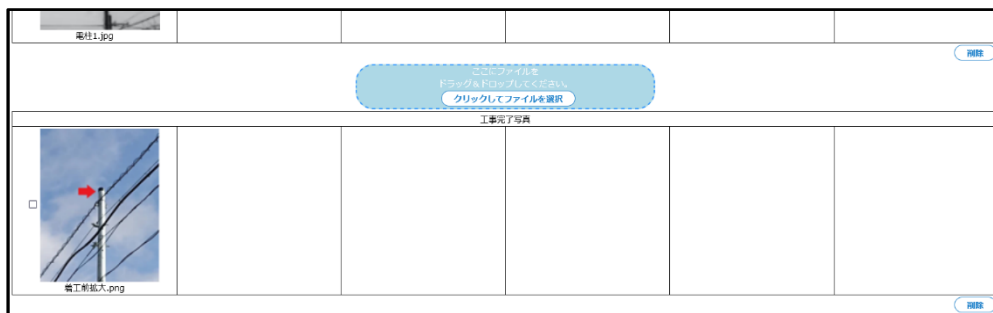 電柱1.jpg
削除
ここにファイルを
ドラッグ&ドロップしてください。
クリックしてファイルを選択
工事完了写真
着工前拡大.png
削除